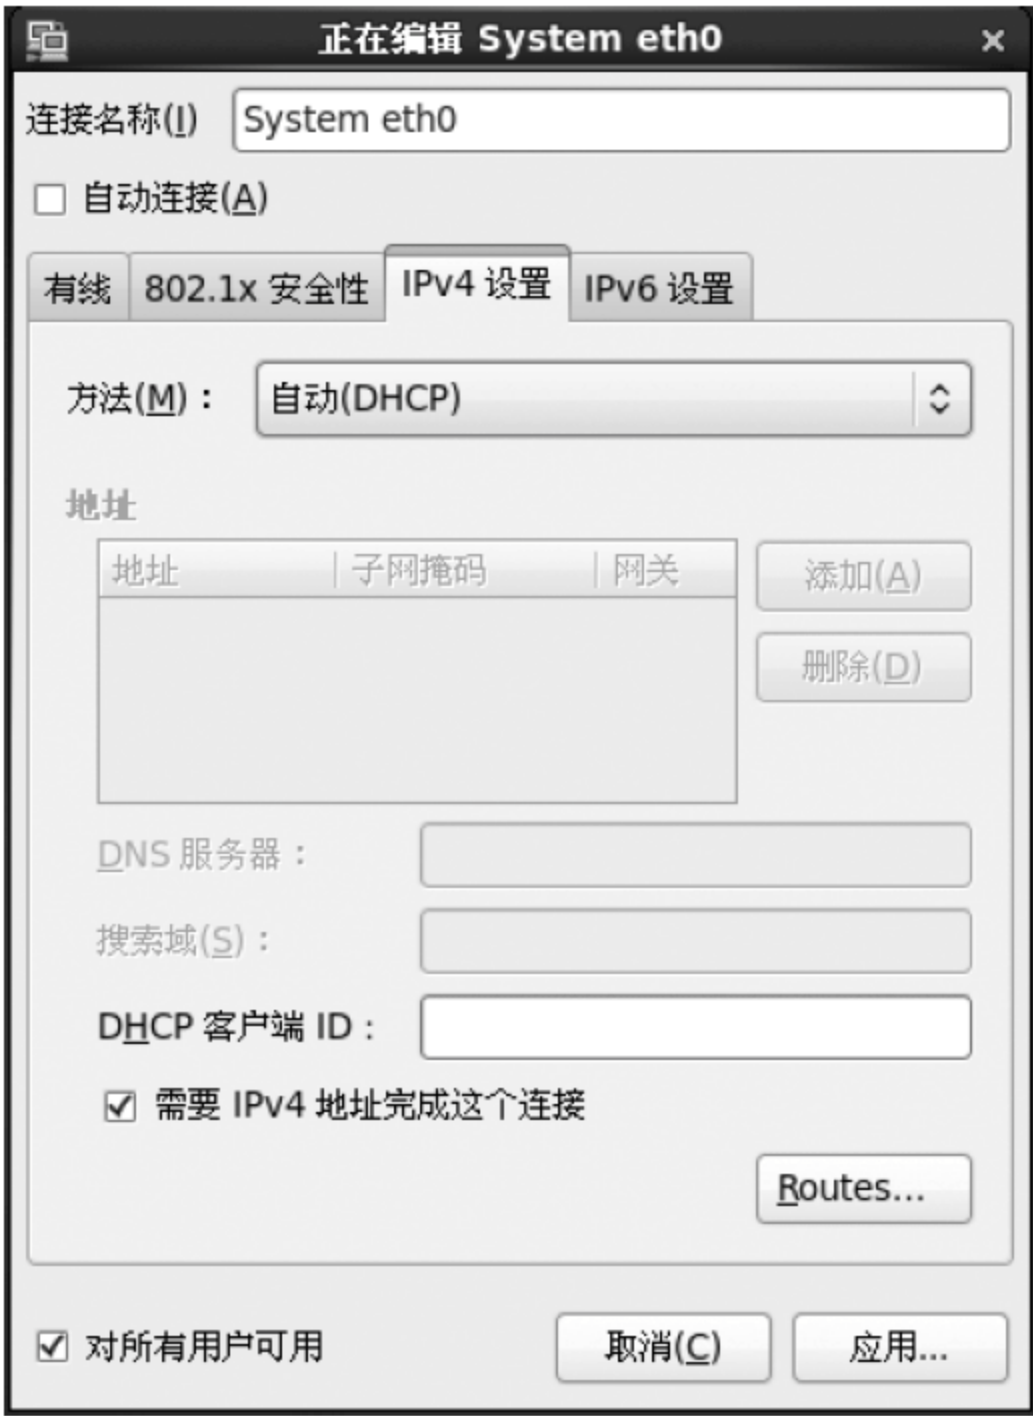 正在编辑 System eth0
连接名称(I) System eth0
自动连接(A)
有线 802.1x 安全性 IPv4 设置 IPv6 设置
方法(M)： 自动(DHCP)
地址
地址 子网掩码 网关 添加(A)
删除(D)
DNS 服务器：
搜索域(S)：
DHCP 客户端 ID：
需要 IPv4 地址完成这个连接
Routes...
对所有用户可用 取消(C) 应用...